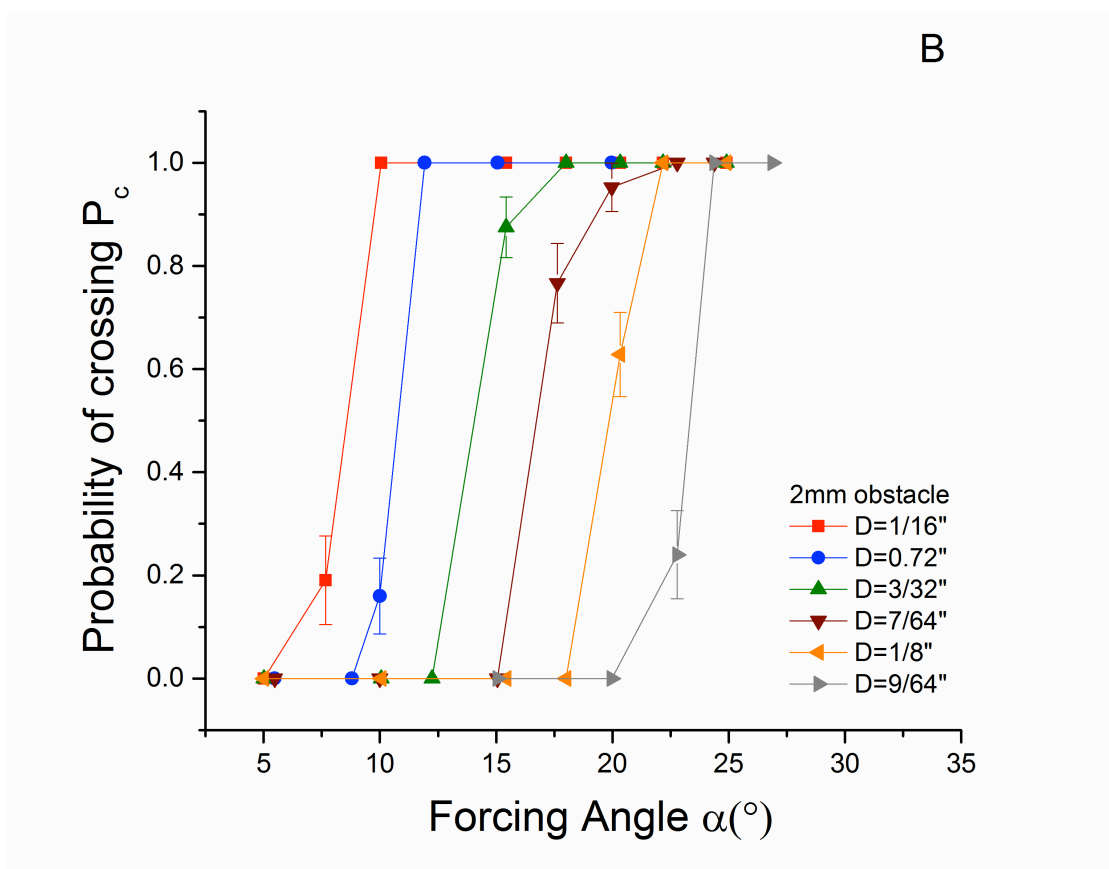 B
Probability of crossing Pc
1.0
0.8
0.6
0.4
0.2
0.0
2mm obstacle
D=1/16"
D=0.72"
D=3/32"
D=7/64"
D=1/8"
D=9/64"
5 10 15 20 25 30 35
Forcing Angle α(°)